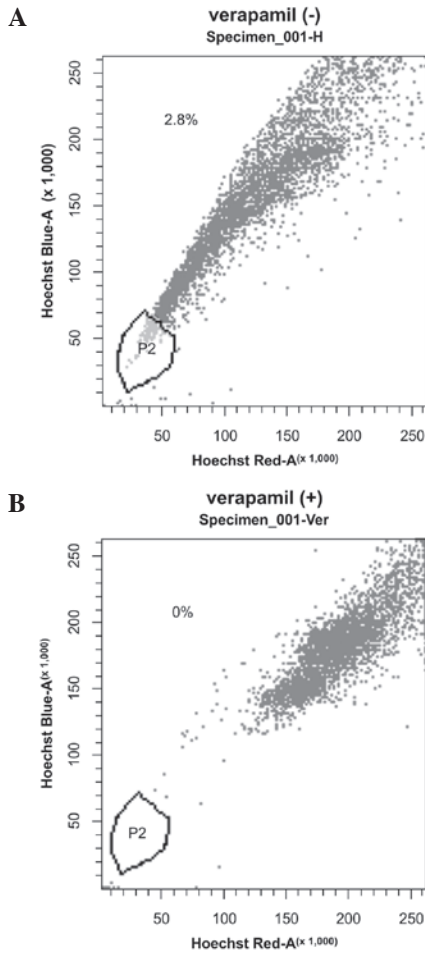 A
verapamil (-)
Specimen_001-H
250
200
150
100
50
Hoechst Blue-A (x 1,000)
2.8%
P2
50 100 150 200 250
Hoechst Red-A(x 1,000)
B
verapamil (+)
Specimen_001-Ver
250
200
150
100
50
Hoechst Blue-A(x 1,000)
0%
P2
50 100 150 200 250
Hoechst Red-A(x 1,000)